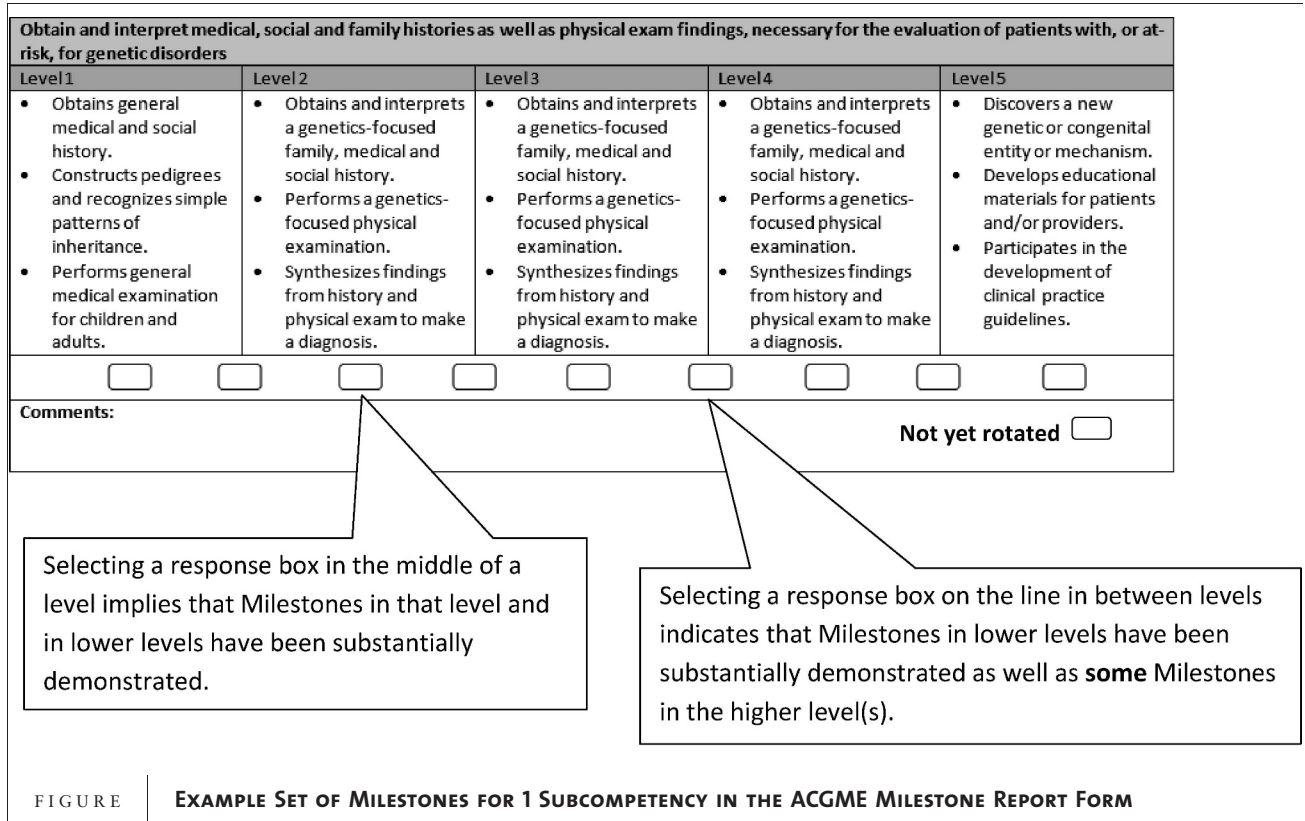 Obtain and interpret medical, social and family histories as well as physical exam findings, necessary for the evaluation of patients with, or at-
risk, for genetic disorders
Level 1
• Obtains general
medical and social
history.
• Constructs pedigrees
and recognizes simple
patterns of
inheritance.
• Performs general
medical examination
for children and
adults.
Level 2
• Obtains and interprets
a genetics-focused
family, medical and
social history.
• Performs a genetics-
focused physical
examination.
• Synthesizes findings
from history and
physical exam to make
a diagnosis.
Level 3
• Obtains and interprets
a genetics-focused
family, medical and
social history.
• Performs a genetics-
focused physical
examination.
• Synthesizes findings
from history and
physical exam to make
a diagnosis.
Level 4
• Obtains and interprets
a genetics-focused
family, medical and
social history.
• Performs a genetics-
focused physical
examination.
• Synthesizes findings
from history and
physical exam to make
a diagnosis.
Level 5
• Discovers a new
genetic or congenital
entity or mechanism.
• Develops educational
materials for patients
and/or providers.
• Participates in the
development of
clinical practice
guidelines.
Comments:
Not yet rotated
Selecting a response box in the middle of a
level implies that Milestones in that level and
in lower levels have been substantially
demonstrated.
Selecting a response box on the line in between levels
indicates that Milestones in lower levels have been
substantially demonstrated as well as some Milestones
in the higher level(s).
FIGURE EXAMPLE SET OF MILESTONES FOR 1 SUBCOMPETENCY IN THE ACGME MILESTONE REPORT FORM